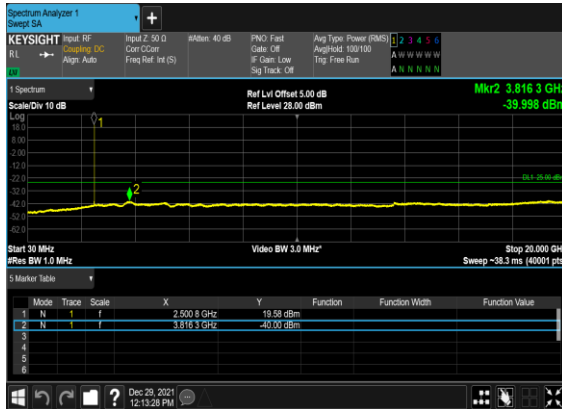 Spectrum Analyzer 1
Swept SA
+
KEYSIGHT Input: RF Input Z: 50 Ω #Atten: 40 dB PNO: Fast Avg Type: Power (RMS) 1 2 3 4 5 6
RL Coupling: DC Corr CCorr Gate: Off Avg|Hold: 100/100 A W W W W W
Align: Auto Freq Ref: Int (S) IF Gain: Low Trig: Free Run
Sig Track: Off A N N N N N
1 Spectrum Ref Lvl Offset 5.00 dB Mkr2 3.816 3 GHz
Scale/Div 10 dB Ref Level 28.00 dBm -39.998 dBm
Log
18.0 1
8.00
-2.00
-12.0
-22.0 DL1 -25.00 dBm
-32.0 2
-42.0
-52.0
-62.0
Start 30 MHz Video BW 3.0 MHz* Stop 20.000 GHz
#Res BW 1.0 MHz Sweep ~38.3 ms (40001 pts)
5 Marker Table
Mode Trace Scale X Y Function Function Width Function Value
1 N 1 f 2.500 8 GHz 19.58 dBm
2 N 1 f 3.816 3 GHz -40.00 dBm
3
4
5
6
? Dec 29, 2021
12:13:28 PM